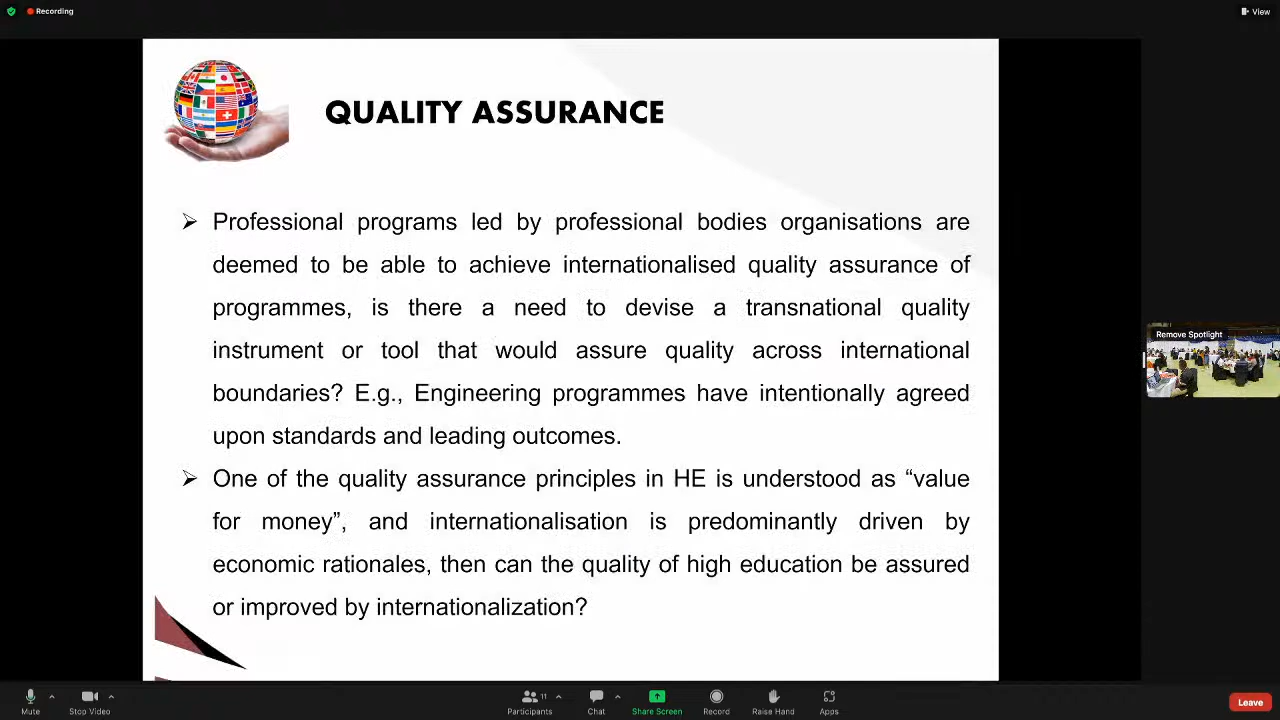 Recording
View
QUALITY ASSURANCE
Professional programs led by professional bodies organisations are
deemed to be able to achieve internationalised quality assurance of
programmes, is there a need to devise a transnational quality
instrument or tool that would assure quality across international
boundaries? E.g., Engineering programmes have intentionally agreed
upon standards and leading outcomes.
One of the quality assurance principles in HE is understood as “value
for money”, and internationalisation is predominantly driven by
economic rationales, then can the quality of high education be assured
or improved by internationalization?
Remove Spotlight
Mute
Stop Video
11
Participants
Chat
Share Screen
Record
Raise Hand
Apps
Leave